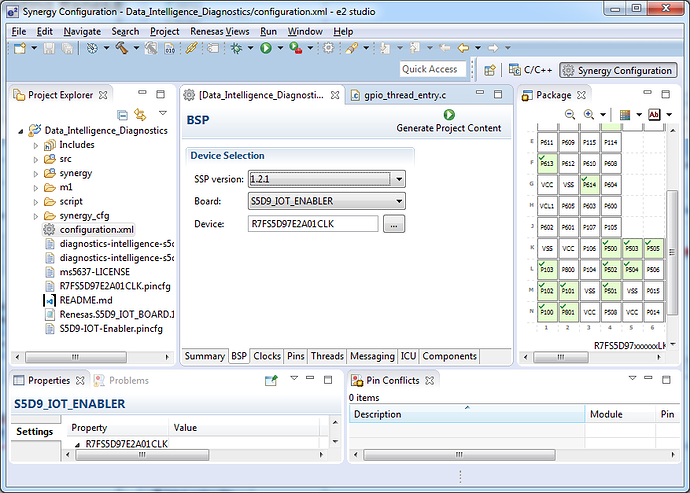 Synergy Configuration - Data_Intelligence_Diagnostics/configuration.xml - e2 studio
File Edit Navigate Search Project Renesas Views Run Window Help
Quick Access
C/C++
Synergy Configuration
Project Explorer
Data_Intelligence_Diagnostics
Includes
src
synergy
m1
script
synergy_cfg
configuration.xml
diagnostics-intelligence-s5d
diagnostics-intelligence-s5d
ms5637-LICENSE
R7FS5D97E2A01CLK.pincfg
README.md
Renesas.S5D9_IOT_BOARD.1
S5D9-IOT-Enabler.pincfg
[Data_Intelligence_Diagnosti...
gpio_thread_entry.c
BSP
Generate Project Content
Device Selection
SSP version: 1.2.1
Board: S5D9_IOT_ENABLER
Device: R7FS5D97E2A01CLK ...
Summary BSP Clocks Pins Threads Messaging ICU Components
Package
E P611 P609 P115 P114
F P613 P612 P610 P608
G VCC VSS P614 P604
H VCL1 P605 P603 P600
J P602 P601 P107 P105
K VSS VCC P106 P500 P503 P505
L P103 P800 P104 P502 P504 P506
M P102 P101 VSS P501 VSS P015
N P100 P801 VCC P508 VCC P014
1 2 3 4 5 6
R7FS5D97xxxxxxLK
Properties Problems
S5D9_IOT_ENABLER
Settings
Property Value
R7FS5D97E2A01CLK
Pin Conflicts
0 items
Description Module Pin